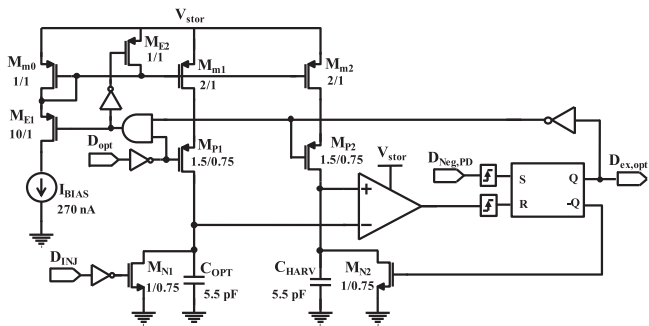 V_stor
M_E2
1/1
M_m0
1/1
M_m1
2/1
M_m2
2/1
M_E1
10/1
D_opt
M_P1
1.5/0.75
M_P2
1.5/0.75
V_stor
D_Neg,PD
S
Q
R
-Q
D_ex,opt
I_BIAS
270 nA
+
−
D_INJ
M_N1
1/0.75
C_OPT
5.5 pF
C_HARV
5.5 pF
M_N2
1/0.75